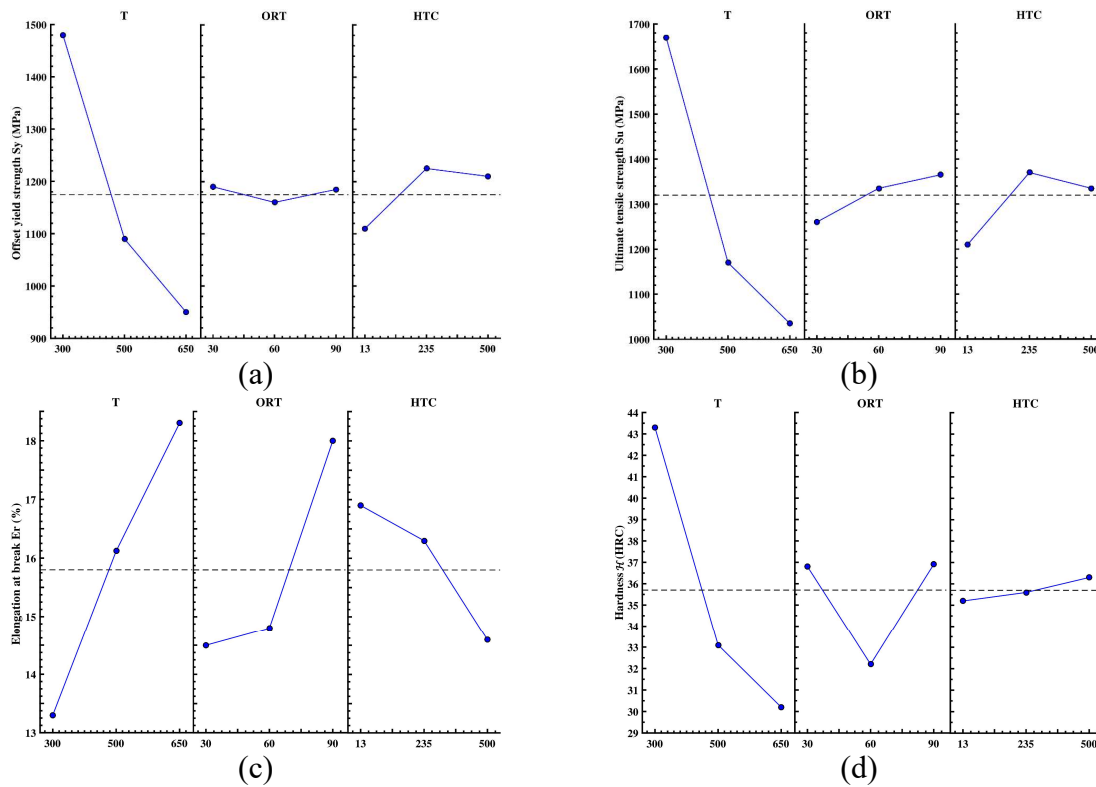 T ORT HTC
Offset yield strength Sy (MPa)
1500
1400
1300
1200
1100
1000
900
300 500 650 30 60 90 13 235 500
(a)
T ORT HTC
Ultimate tensile strength Su (MPa)
1700
1600
1500
1400
1300
1200
1100
1000
300 500 650 30 60 90 13 235 500
(b)
T ORT HTC
Elongation at break Er (%)
18
17
16
15
14
13
300 500 650 30 60 90 13 235 500
(c)
T ORT HTC
Hardness ℋ (HRC)
44
43
42
41
40
39
38
37
36
35
34
33
32
31
30
29
300 500 650 30 60 90 13 235 500
(d)